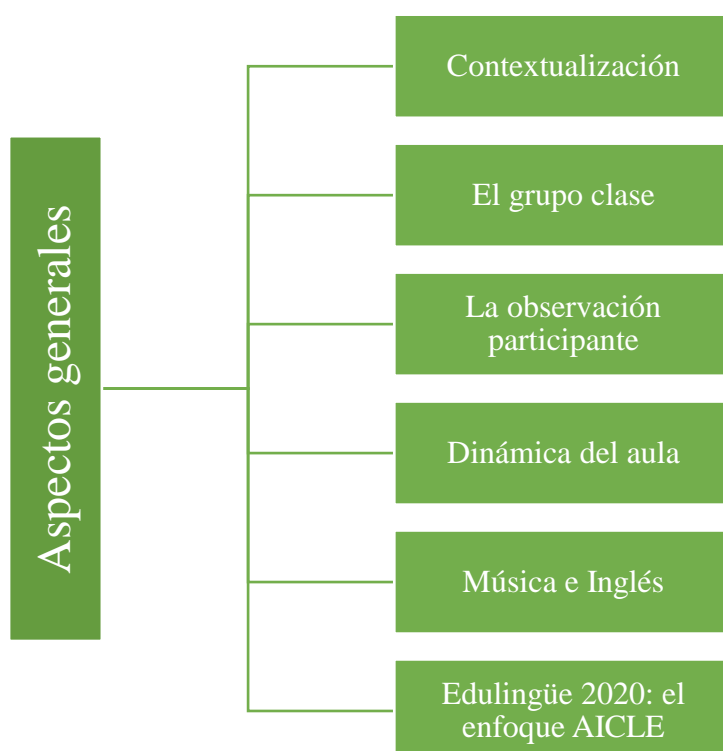 Aspectos generales
Contextualización
El grupo clase
La observación
participante
Dinámica del aula
Música e Inglés
Edulingüe 2020: el
enfoque AICLE